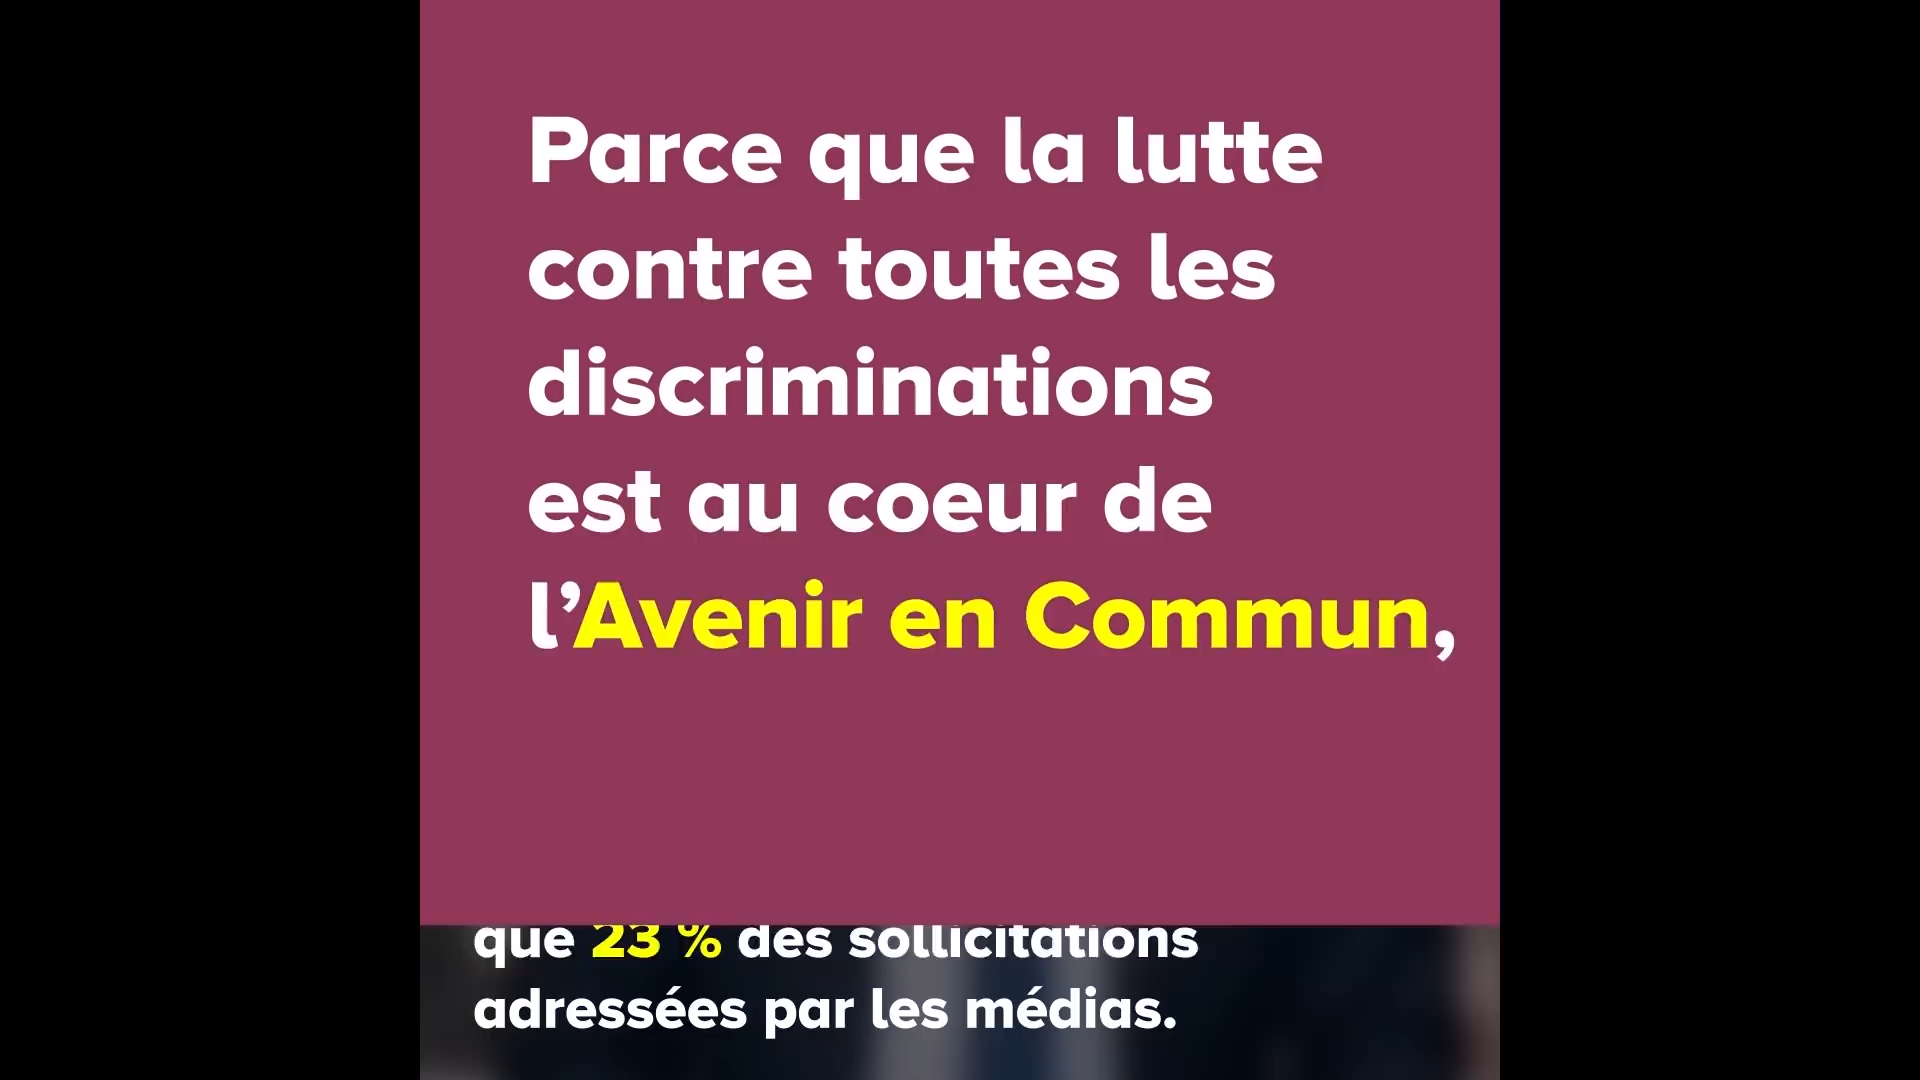 Parce que la lutte
contre toutes les
discriminations
est au coeur de
l’Avenir en Commun,
que 23 % des sollicitations
adressées par les médias.